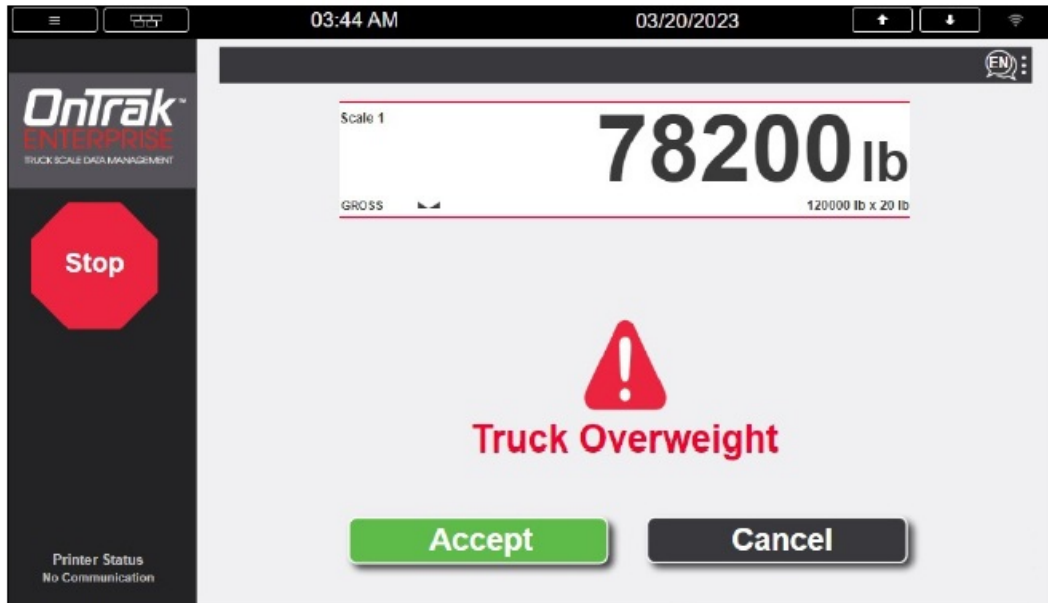 03:44 AM 03/20/2023
EN
OnTrak™
ENTERPRISE
TRUCK SCALE DATA MANAGEMENT
Scale 1
78200 lb
GROSS 120000 lb x 20 lb
Stop
Truck Overweight
Accept Cancel
Printer Status
No Communication